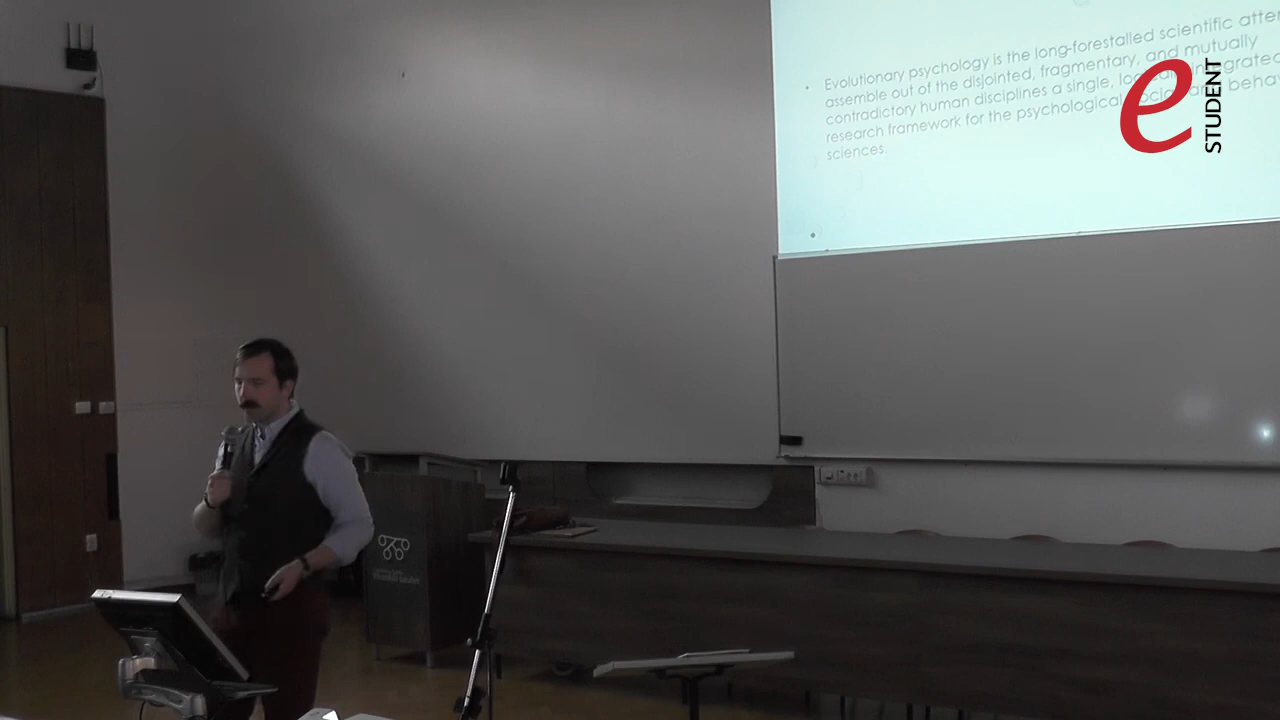 Evolutionary psychology is the long-forestalled scientific
assemble out of the disjointed, fragmentary, and mutually
contradictory human disciplines a single,
research framework for the psychological,
sciences.
e
STUDENT